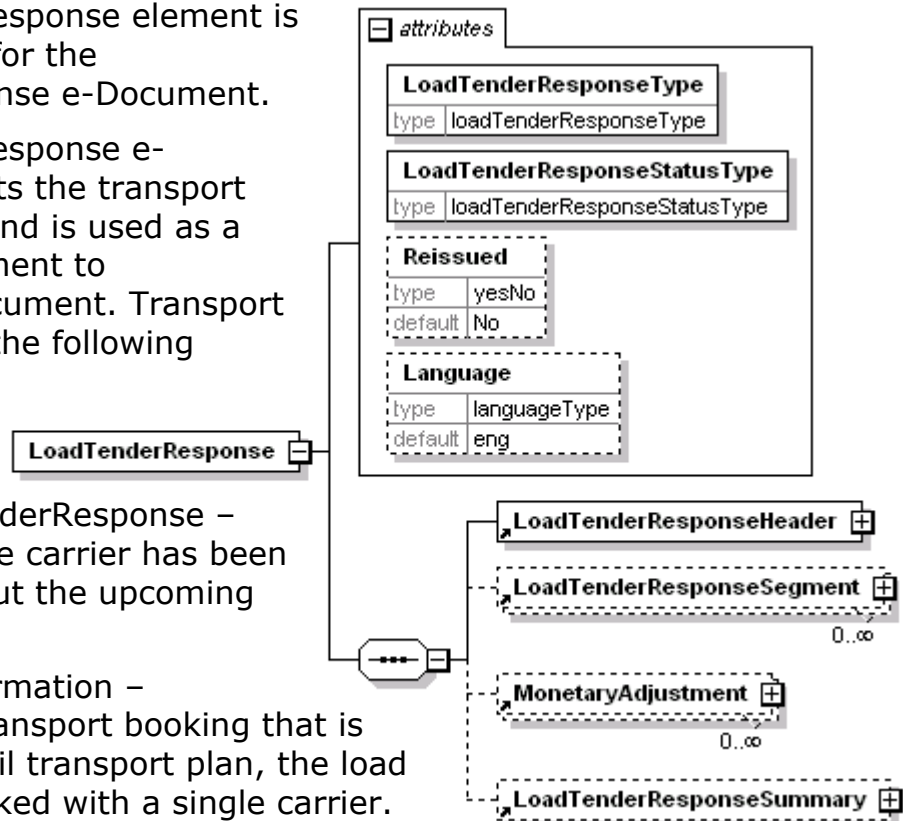 esponse element is
for the
nse e-Document.
esponse e-
ts the transport
nd is used as a
nent to
cument. Transport
the following
derResponse –
e carrier has been
ut the upcoming
rmation –
ansport booking that is
il transport plan, the load
ked with a single carrier.
attributes
LoadTenderResponseType
type loadTenderResponseType
LoadTenderResponseStatusType
type loadTenderResponseStatusType
Reissued
type yesNo
default No
Language
type languageType
default eng
LoadTenderResponse
LoadTenderResponseHeader
LoadTenderResponseSegment
0..∞
MonetaryAdjustment
0..∞
LoadTenderResponseSummary